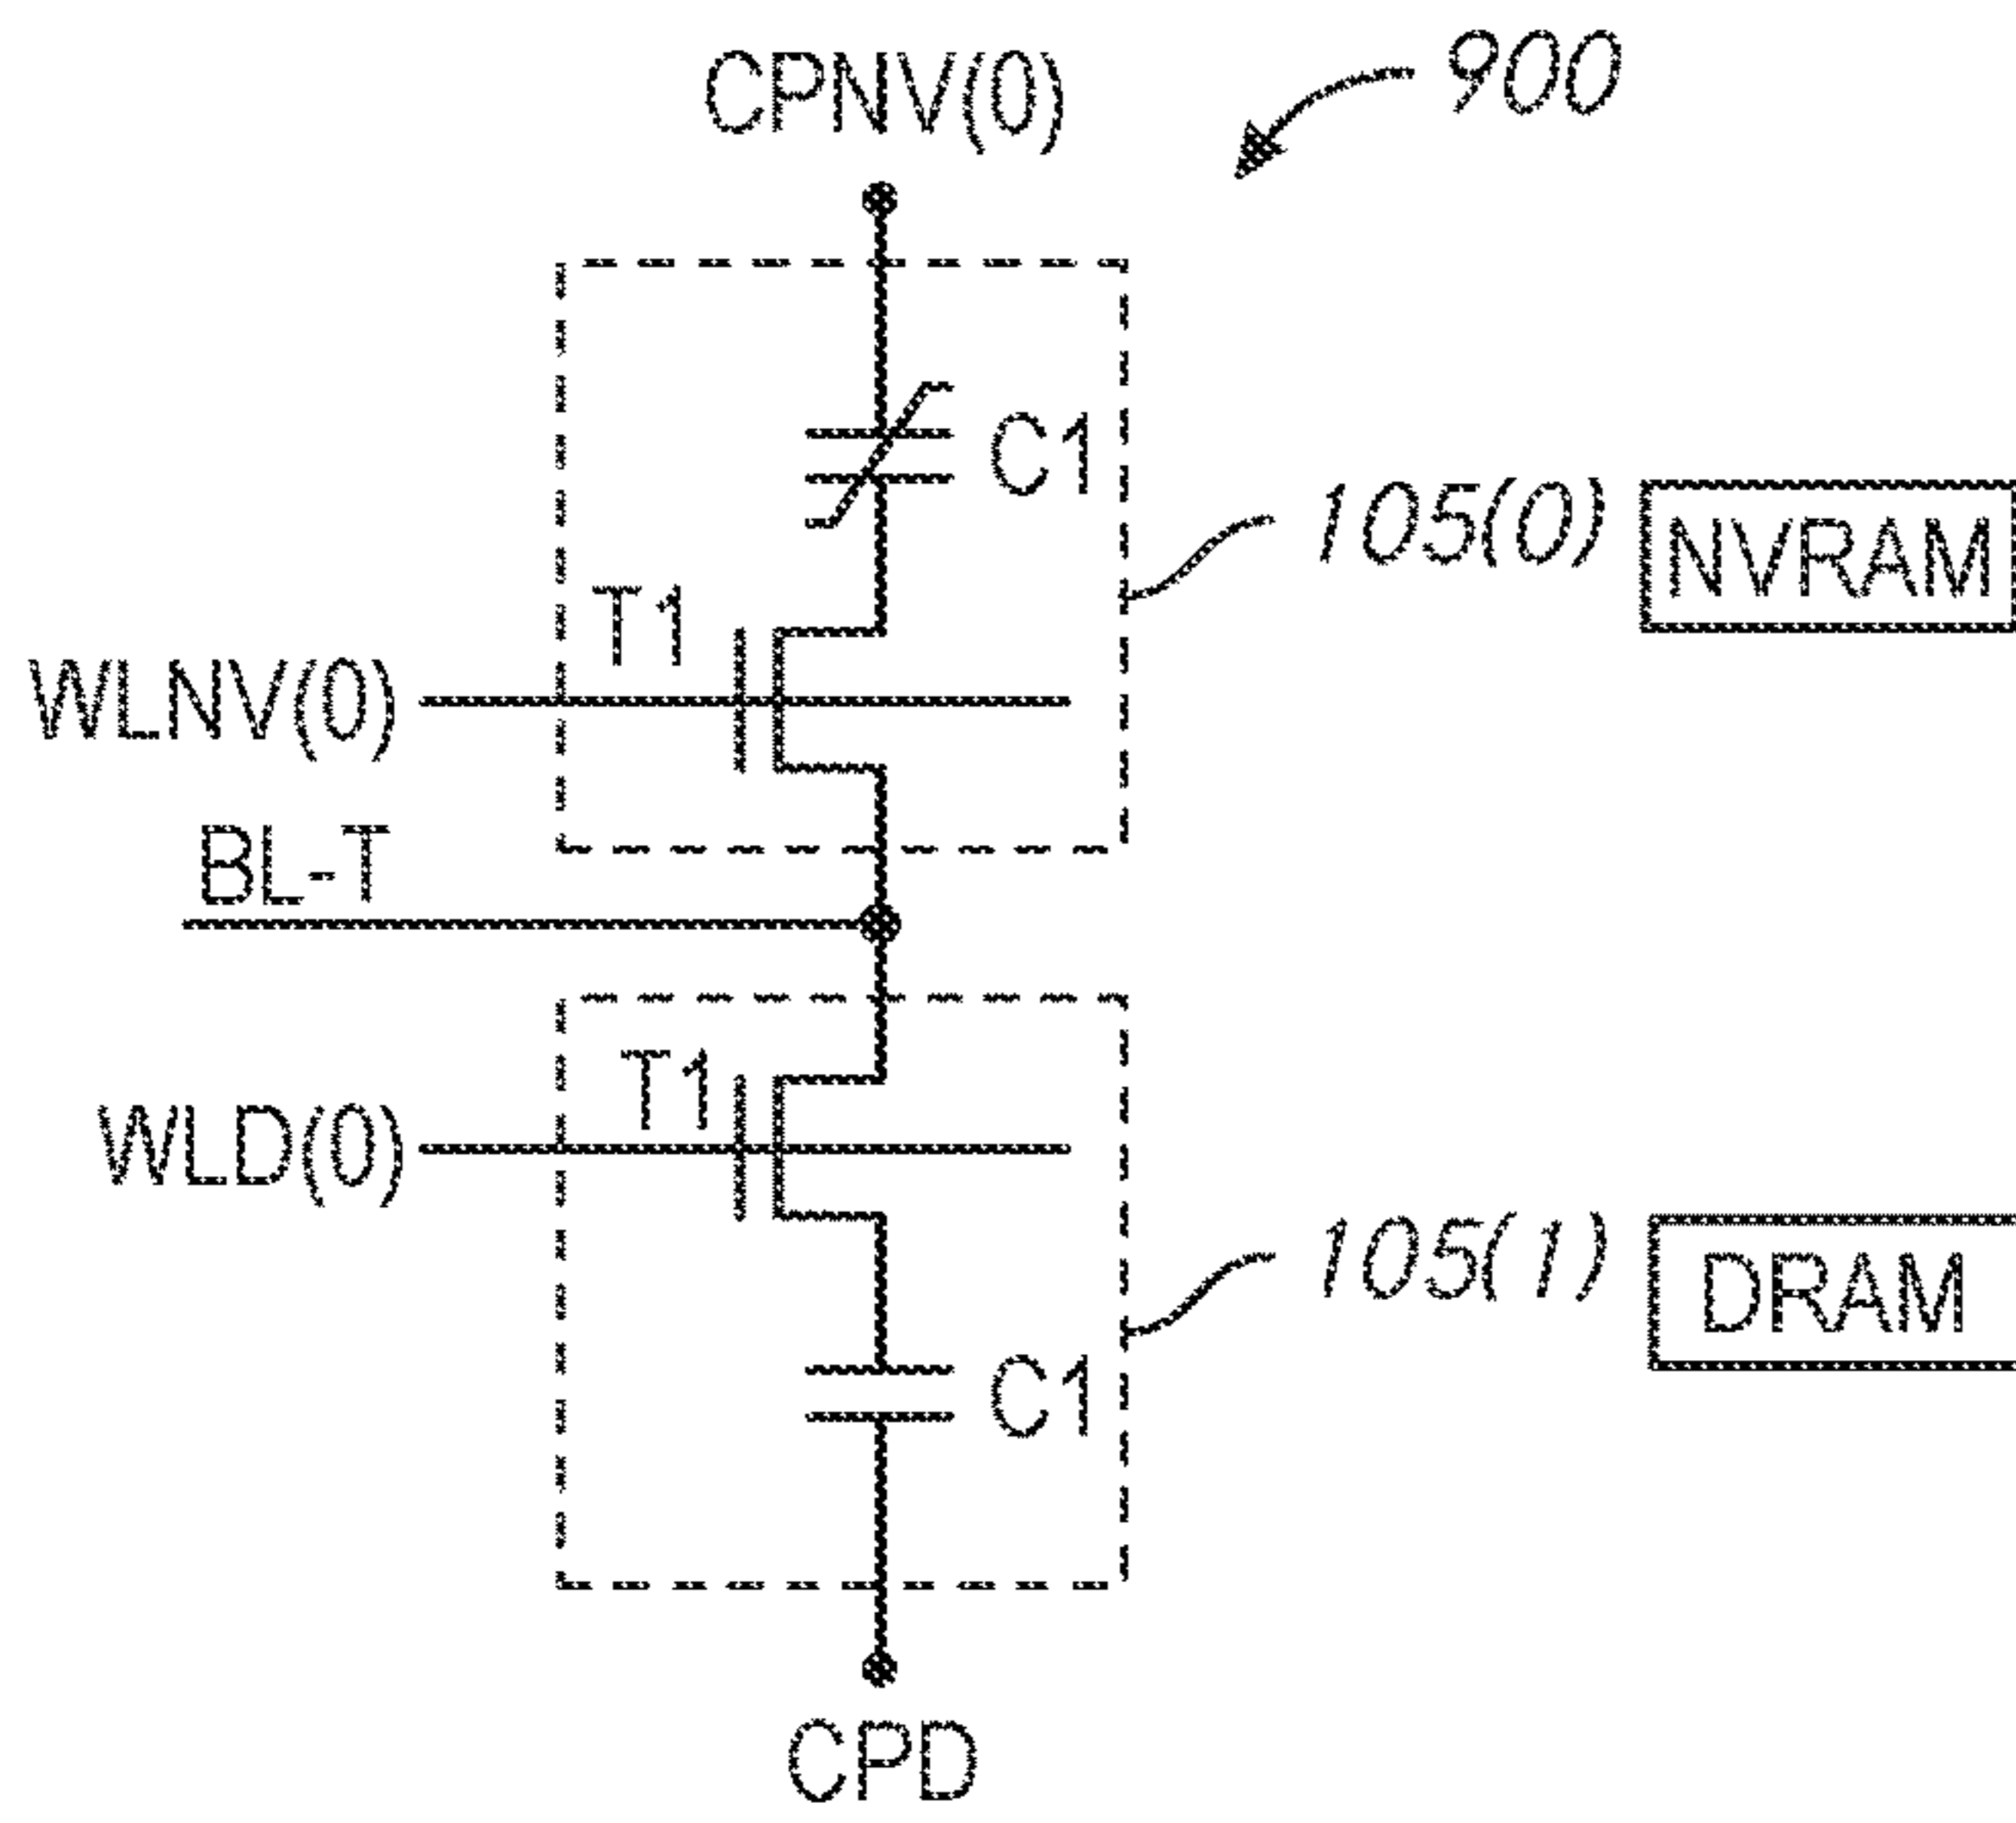 CPNV(0)
900
C1
105(0)
NVRAM
T1
WLNV(0)
BL-T
T1
WLD(0)
105(1)
DRAM
C1
CPD